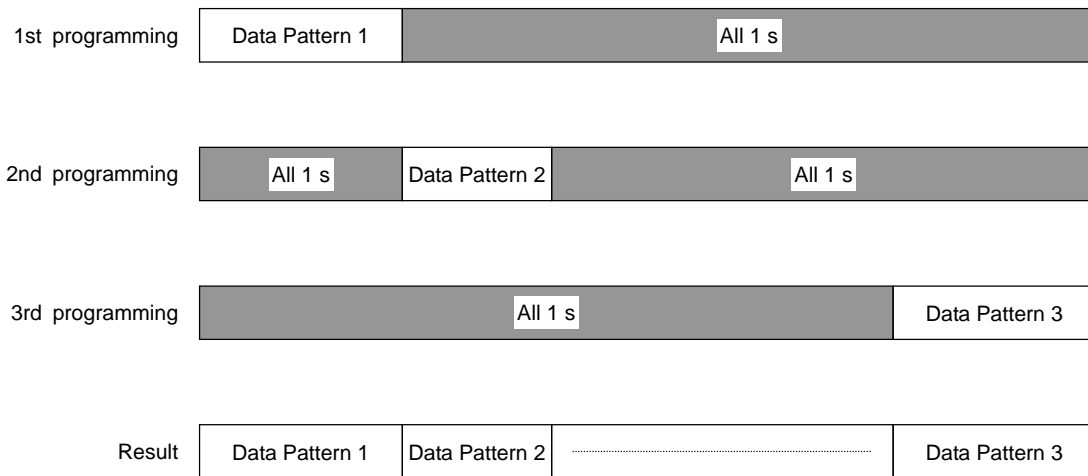 1st programming Data Pattern 1 All 1 s
2nd programming All 1 s Data Pattern 2 All 1 s
3rd programming All 1 s Data Pattern 3
Result Data Pattern 1 Data Pattern 2 Data Pattern 3